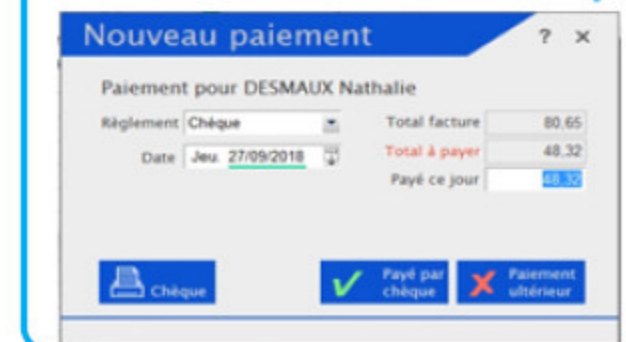 Nouveau paiement ? ×
Paiement pour DESMAUX Nathalie
Règlement Chèque Total facture 80,65
Date Jeu. 27/09/2018 Total à payer 48,32
Payé ce jour 48,32
Chèque
Payé par
chèque
Paiement
ultérieur